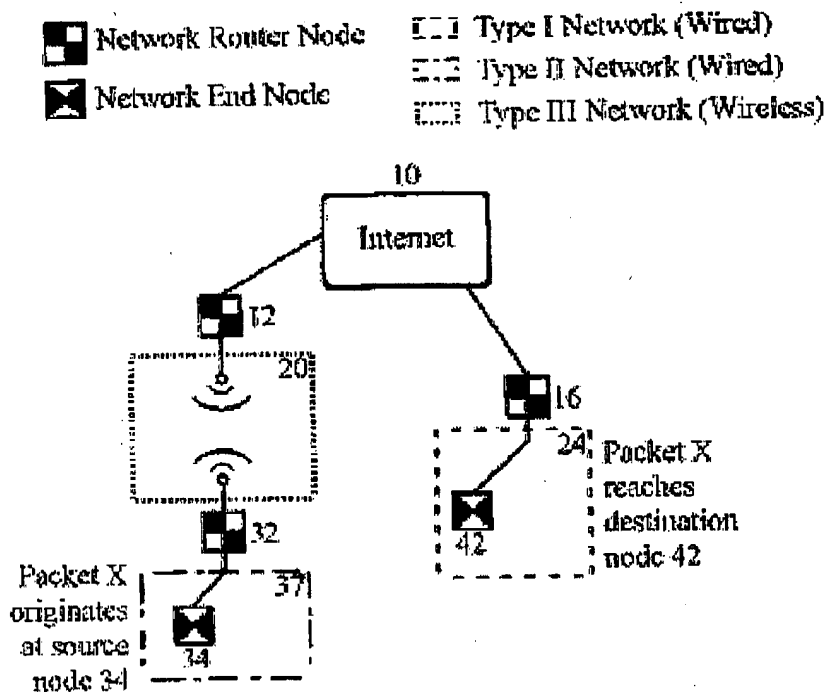 Network Router Node
Network End Node
Type I Network (Wired)
Type II Network (Wired)
Type III Network (Wireless)
10
Internet
12
20
16
24
Packet X
reaches
destination
node 42
42
32
37
Packet X
originates
at source
node 34
34